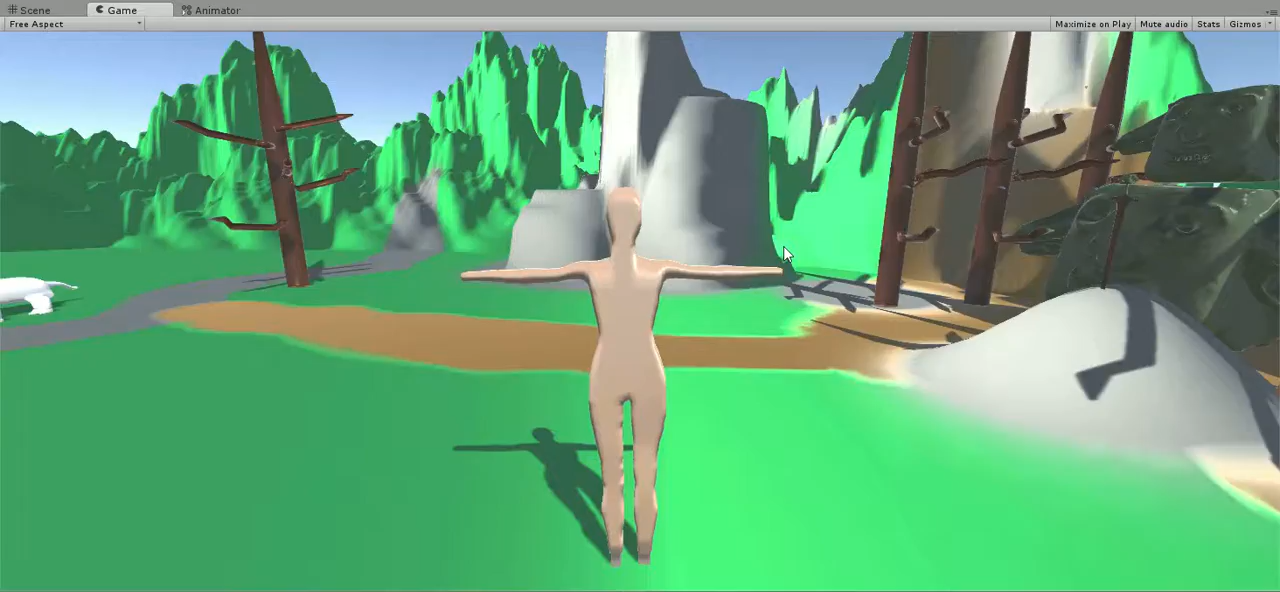 Scene Game Animator
Free Aspect Maximize on Play Mute audio Stats Gizmos